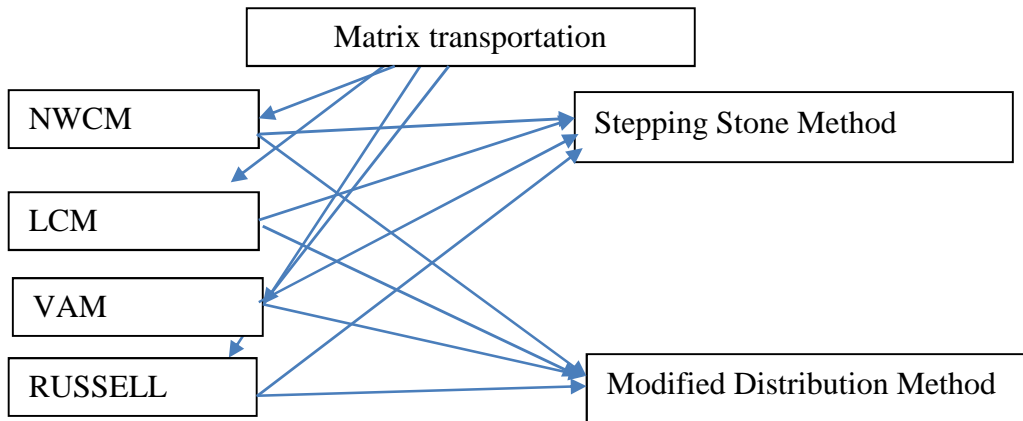 Matrix transportation
NWCM
Stepping Stone Method
LCM
VAM
RUSSELL
Modified Distribution Method